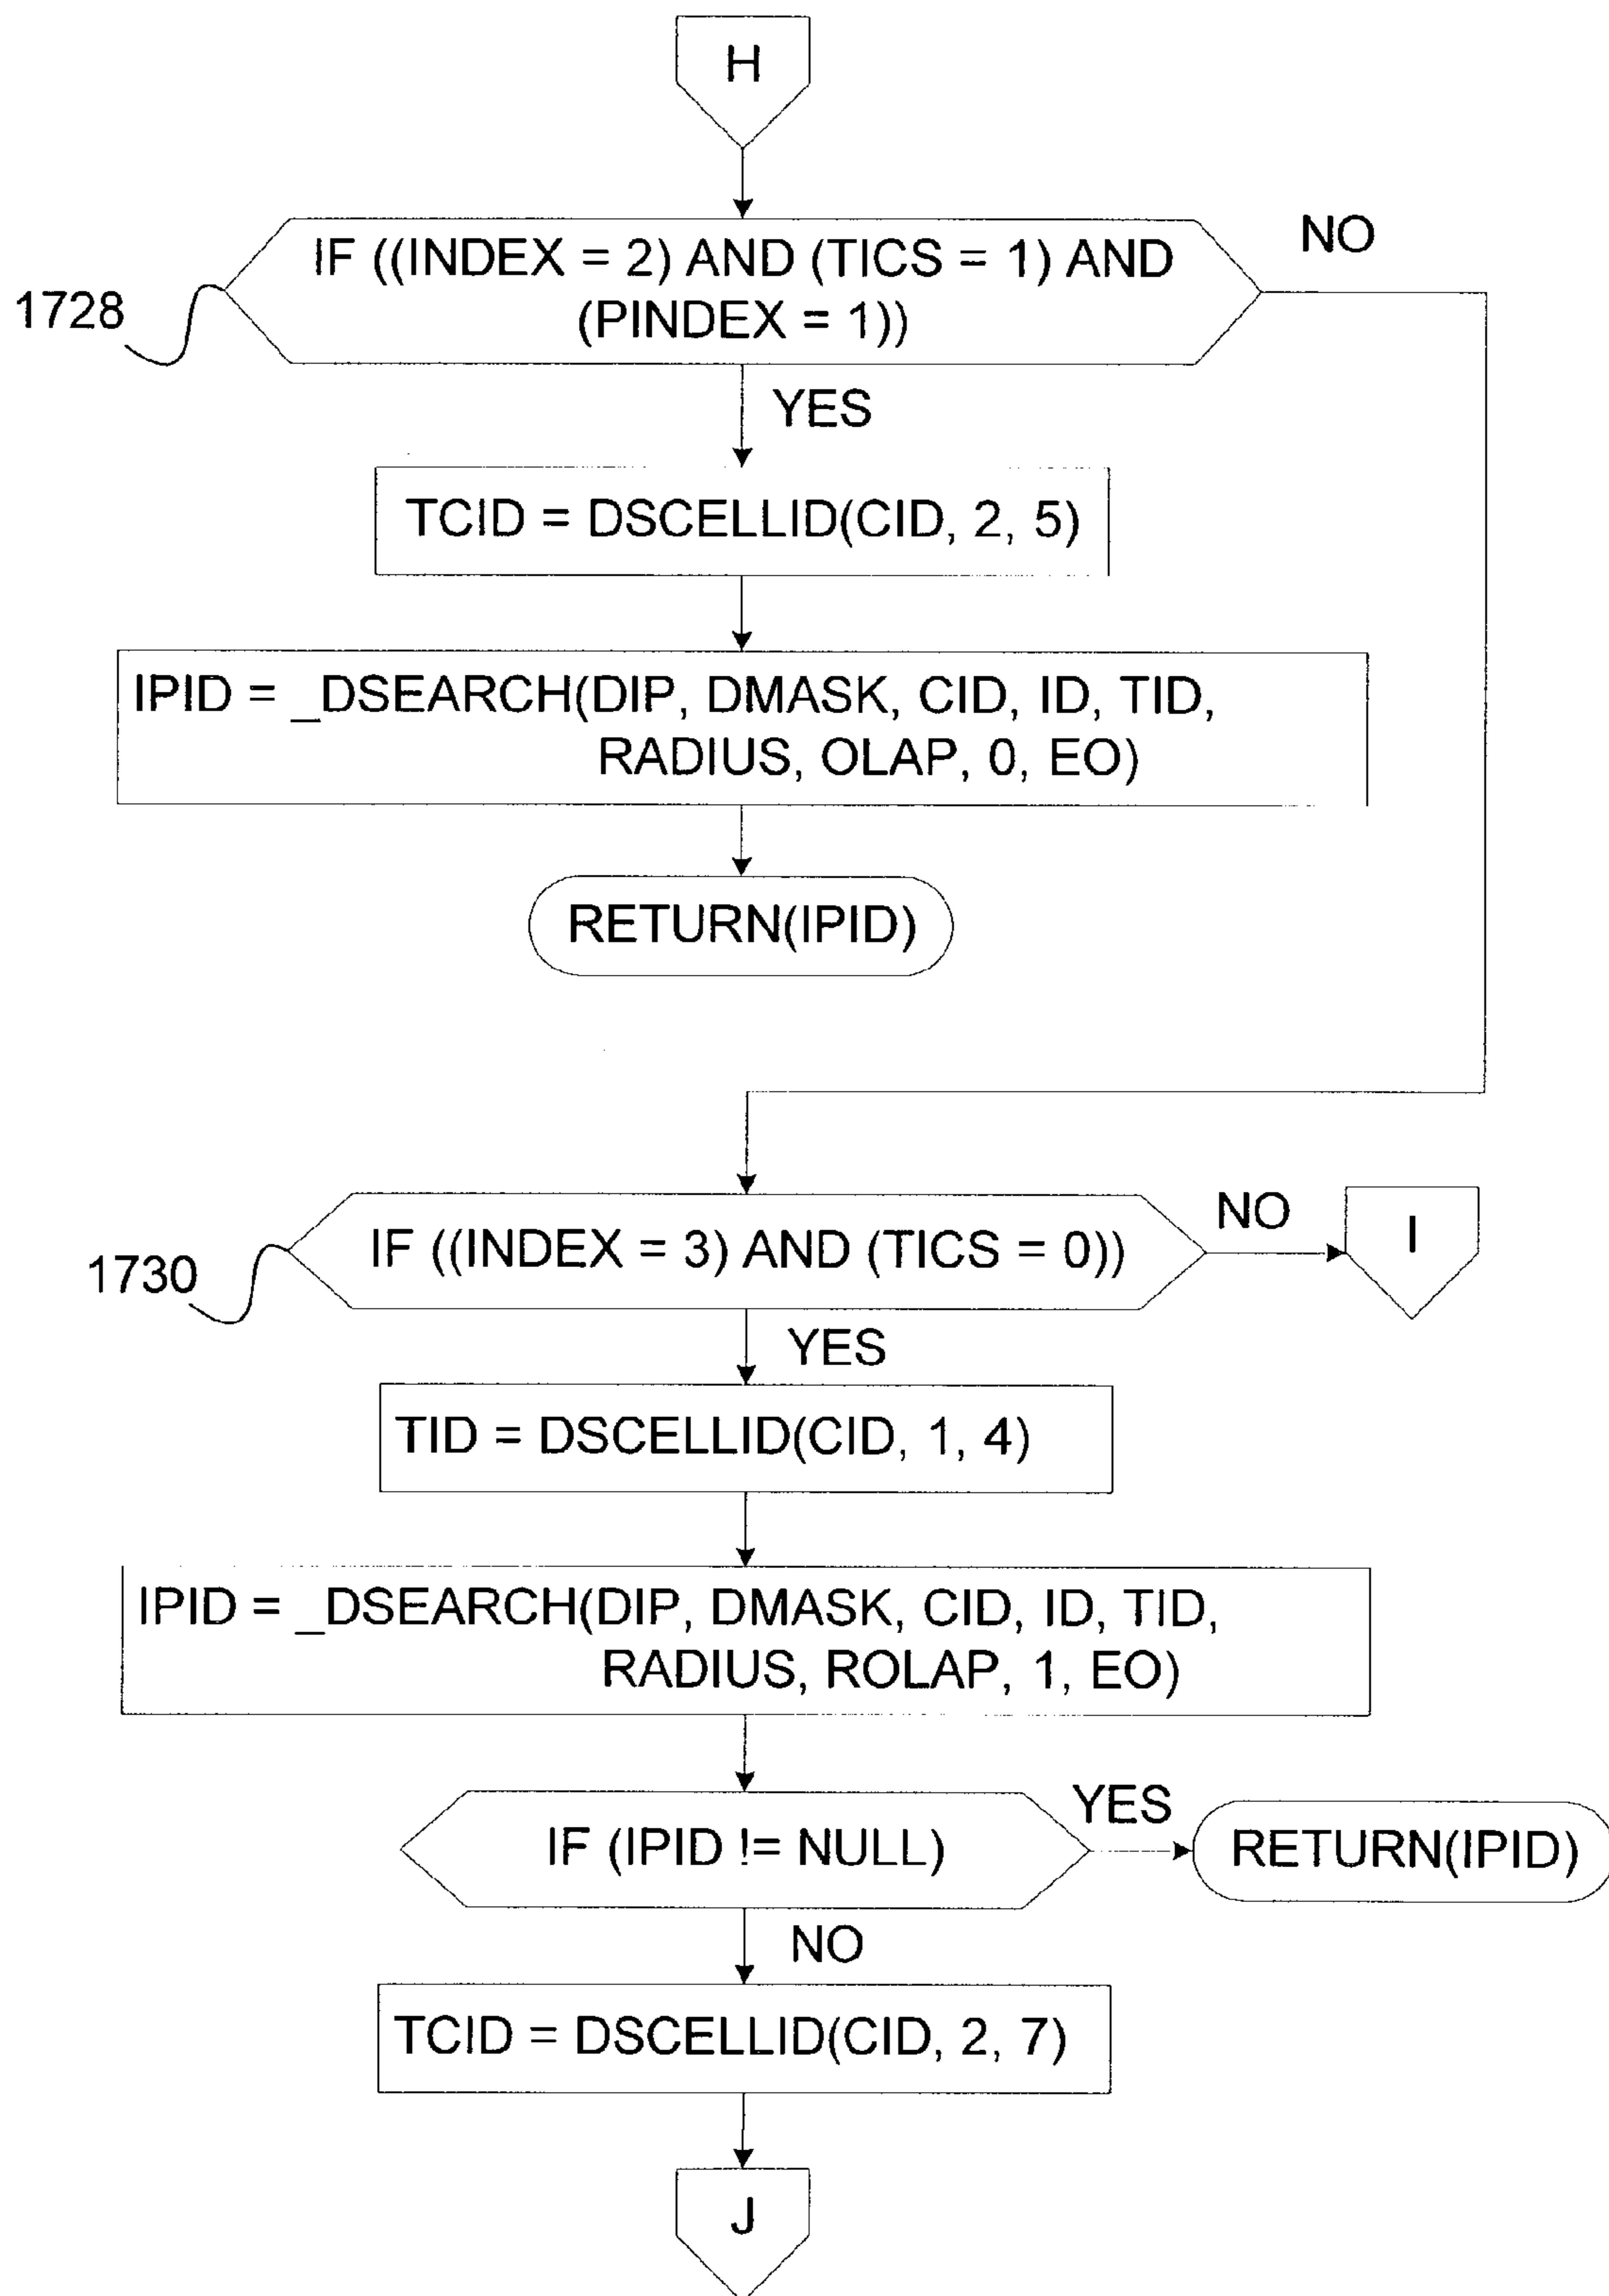 H
IF ((INDEX = 2) AND (TICS = 1) AND
(PINDEX = 1))
NO
1728
YES
TCID = DSCELLID(CID, 2, 5)
IPID = _DSEARCH(DIP, DMASK, CID, ID, TID,
RADIUS, OLAP, 0, EO)
RETURN(IPID)
IF ((INDEX = 3) AND (TICS = 0))
NO
I
1730
YES
TID = DSCELLID(CID, 1, 4)
IPID = _DSEARCH(DIP, DMASK, CID, ID, TID,
RADIUS, ROLAP, 1, EO)
IF (IPID != NULL)
YES
RETURN(IPID)
NO
TCID = DSCELLID(CID, 2, 7)
J